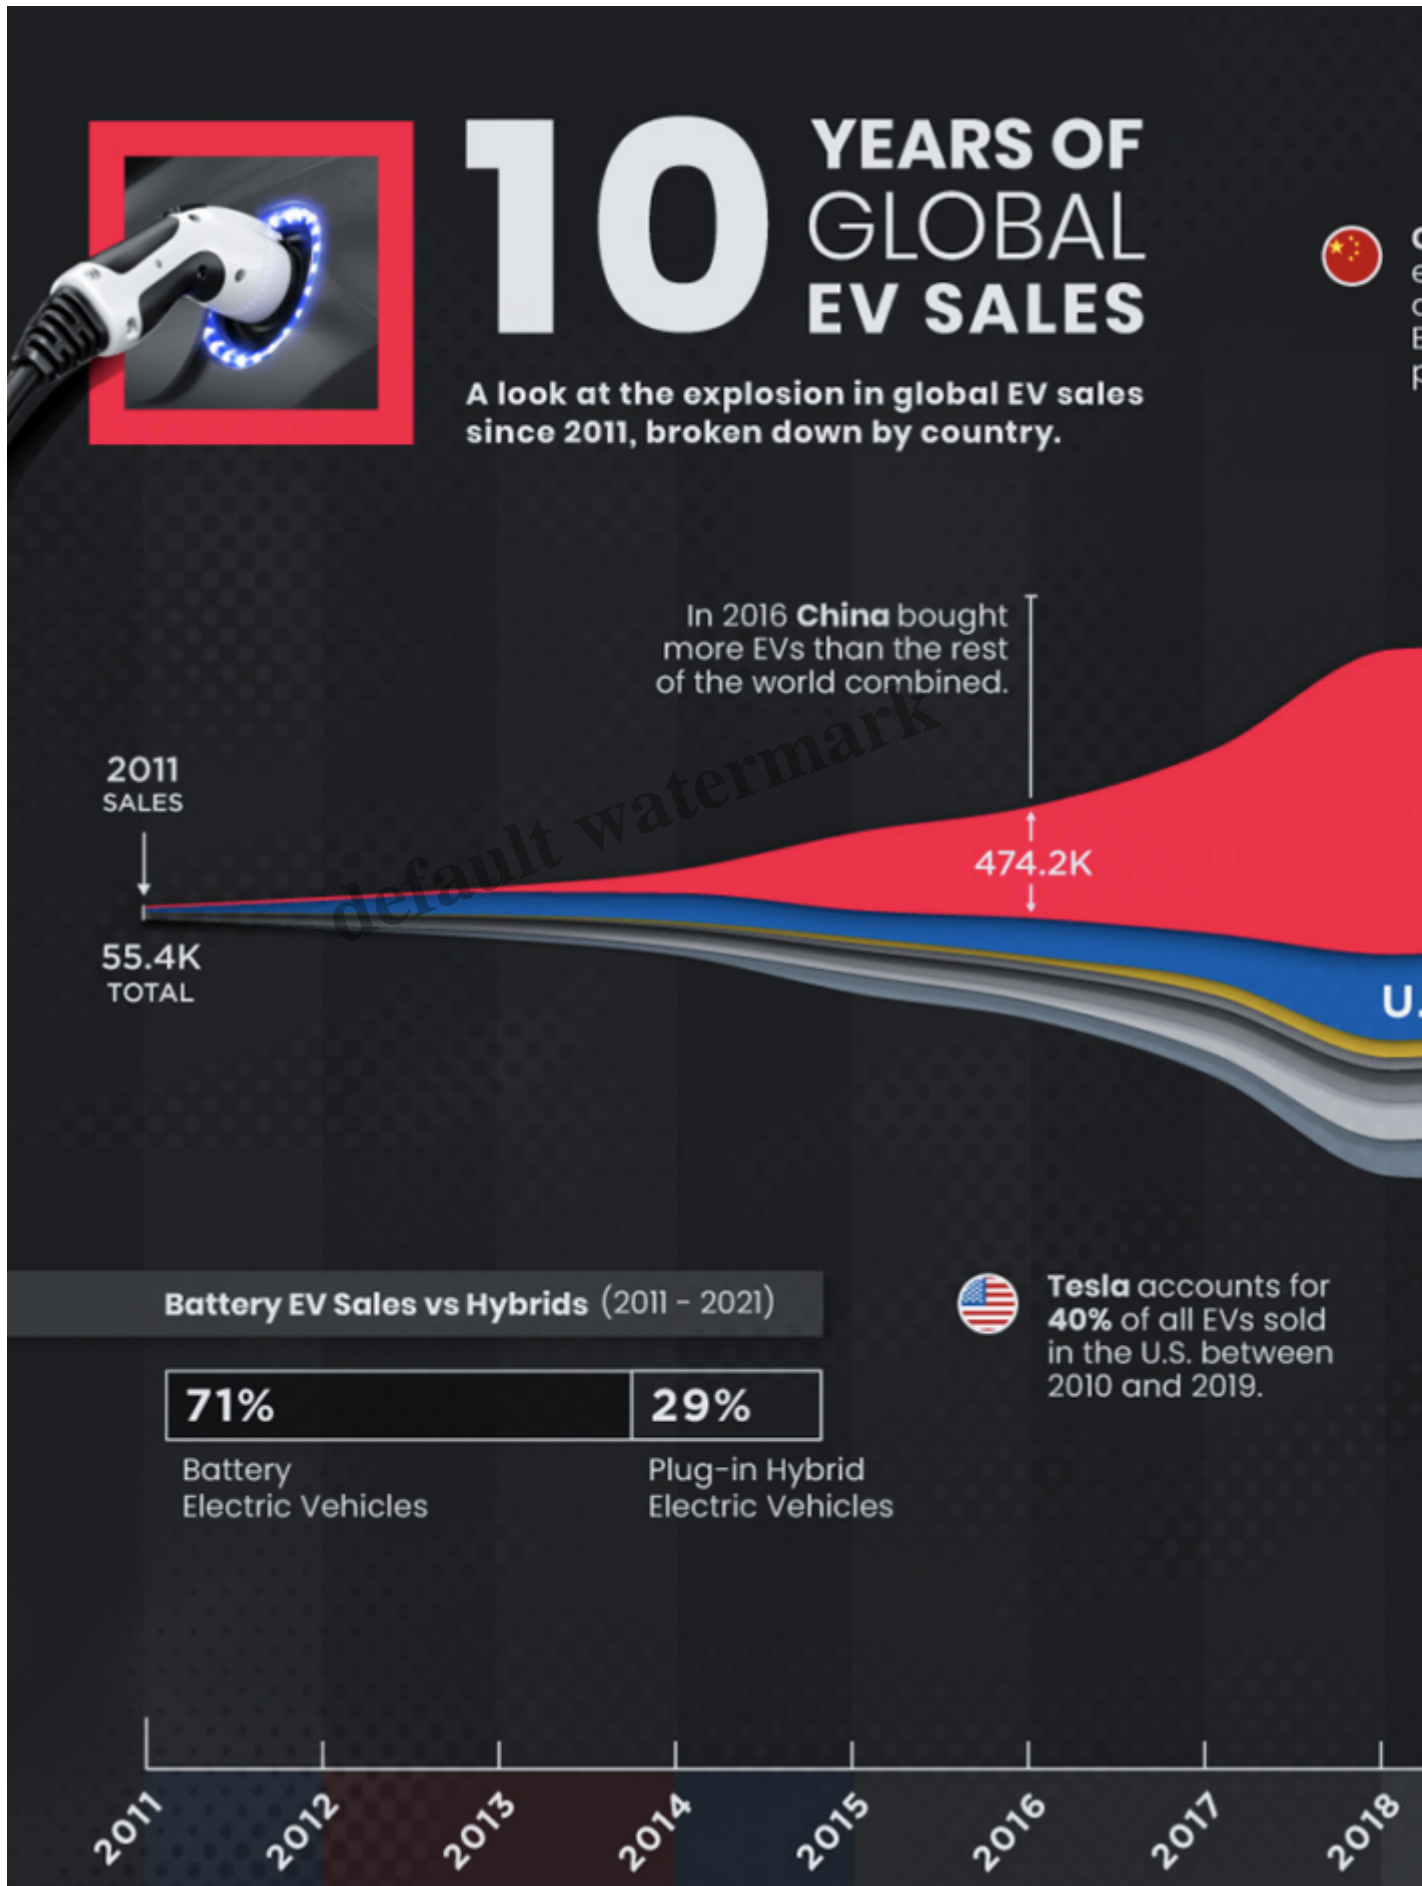 10
YEARS OF
GLOBAL
EV SALES
A look at the explosion in global EV sales
since 2011, broken down by country.
In 2016 China bought
more EVs than the rest
of the world combined.
default watermark
2011
SALES
474.2K
55.4K
TOTAL
U.
Battery EV Sales vs Hybrids (2011 - 2021)
71%
29%
Battery
Electric Vehicles
Plug-in Hybrid
Electric Vehicles
Tesla accounts for
40% of all EVs sold
in the U.S. between
2010 and 2019.
2011
2012
2013
2014
2015
2016
2017
2018